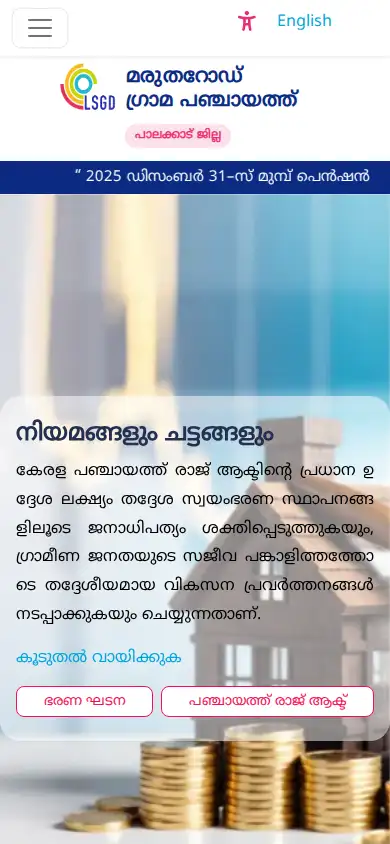 English
LSGD
മരുതറോഡ്
ഗ്രാമ പഞ്ചായത്ത്
പാലക്കാട് ജില്ല
“ 2025 ഡിസംബർ 31-സ് മുമ്പ് പെൻഷൻ
നിയമങ്ങളും ചട്ടങ്ങളും
കേരള പഞ്ചായത്ത് രാജ് ആക്ടിന്റെ പ്രധാന ഉ
ദ്ദേശ ലക്ഷ്യം തദ്ദേശ സ്വയംഭരണ സ്ഥാപനങ്ങ
ളിലൂടെ ജനാധിപത്യം ശക്തിപ്പെടുത്തുകയും,
ഗ്രാമീണ ജനതയുടെ സജീവ പങ്കാളിത്തത്തോ
ടെ തദ്ദേശീയമായ വികസന പ്രവർത്തനങ്ങൾ
നടപ്പാക്കുകയും ചെയ്യുന്നതാണ്.
കൂടുതൽ വായിക്കുക
ഭരണ ഘടന
പഞ്ചായത്ത് രാജ് ആക്ട്